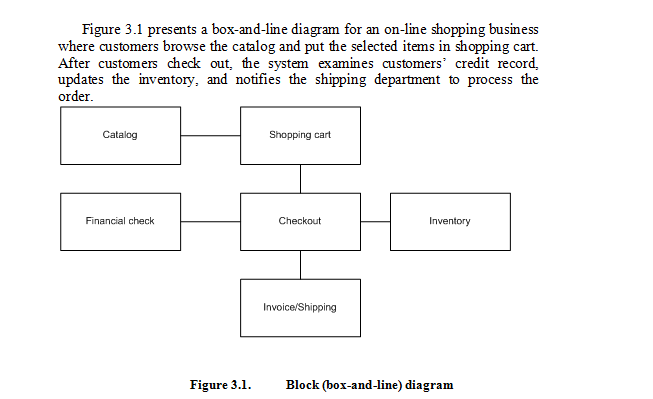 Figure 3.1 presents a box-and-line diagram for an on-line shopping business
where customers browse the catalog and put the selected items in shopping cart.
After customers check out, the system examines customers' credit record,
updates the inventory, and notifies the shipping department to process the
order.
Catalog
Shopping cart
Financial check
Checkout
Inventory
Invoice/Shipping
Figure 3.1. Block (box-and-line) diagram